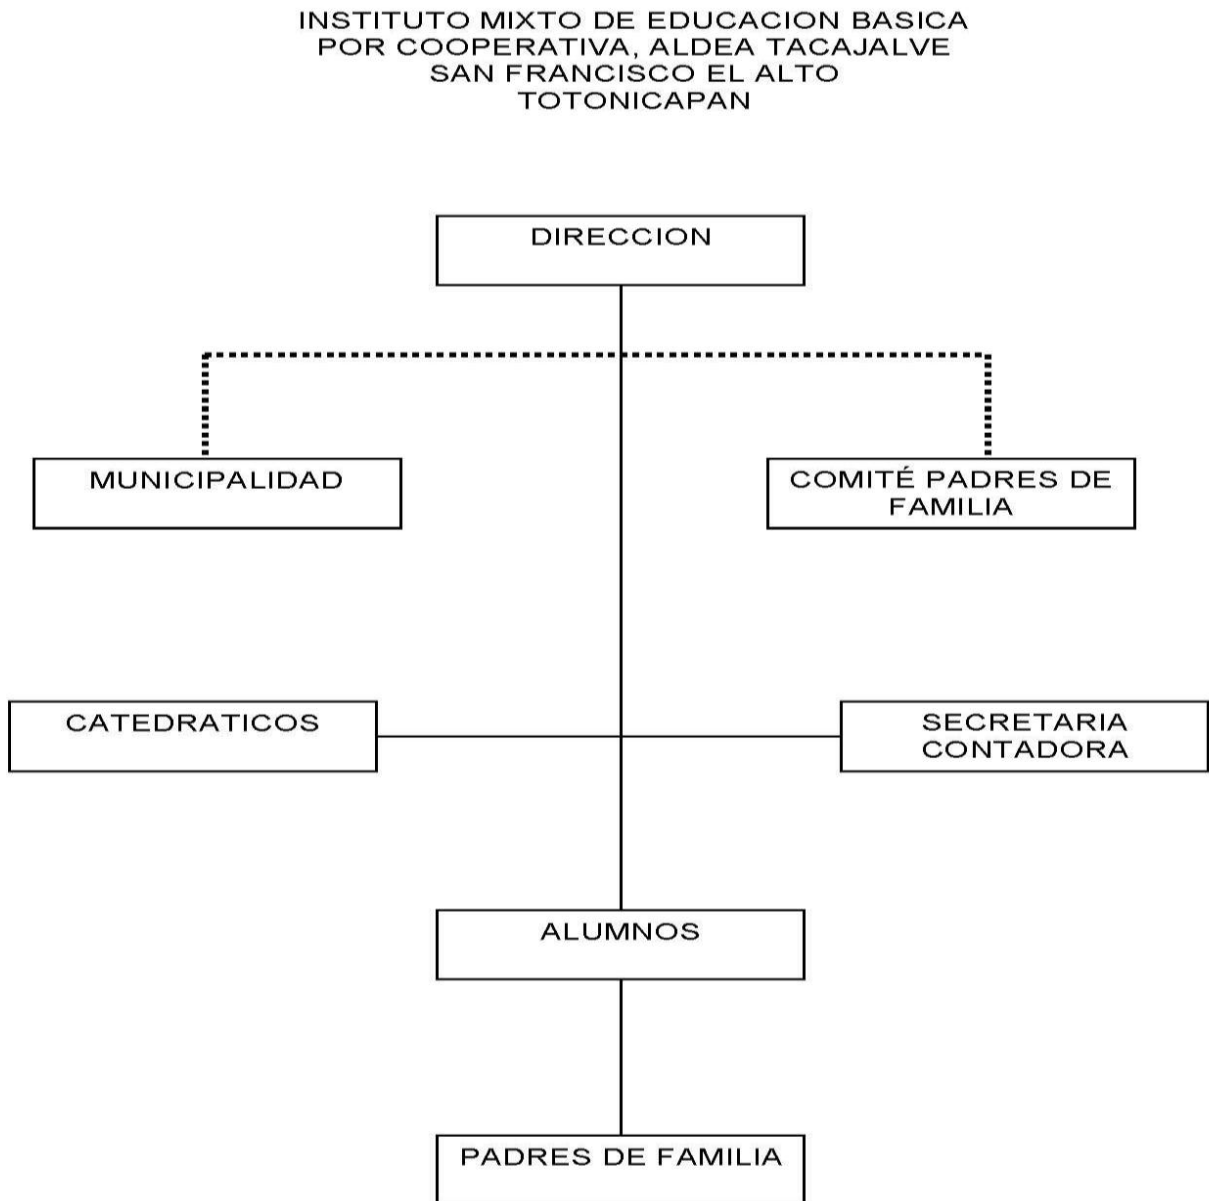 INSTITUTO MIXTO DE EDUCACION BASICA
POR COOPERATIVA, ALDEA TACAJALVE
SAN FRANCISCO EL ALTO
TOTONICAPAN
DIRECCION
MUNICIPALIDAD
COMITÉ PADRES DE
FAMILIA
CATEDRATICOS
SECRETARIA
CONTADORA
ALUMNOS
PADRES DE FAMILIA